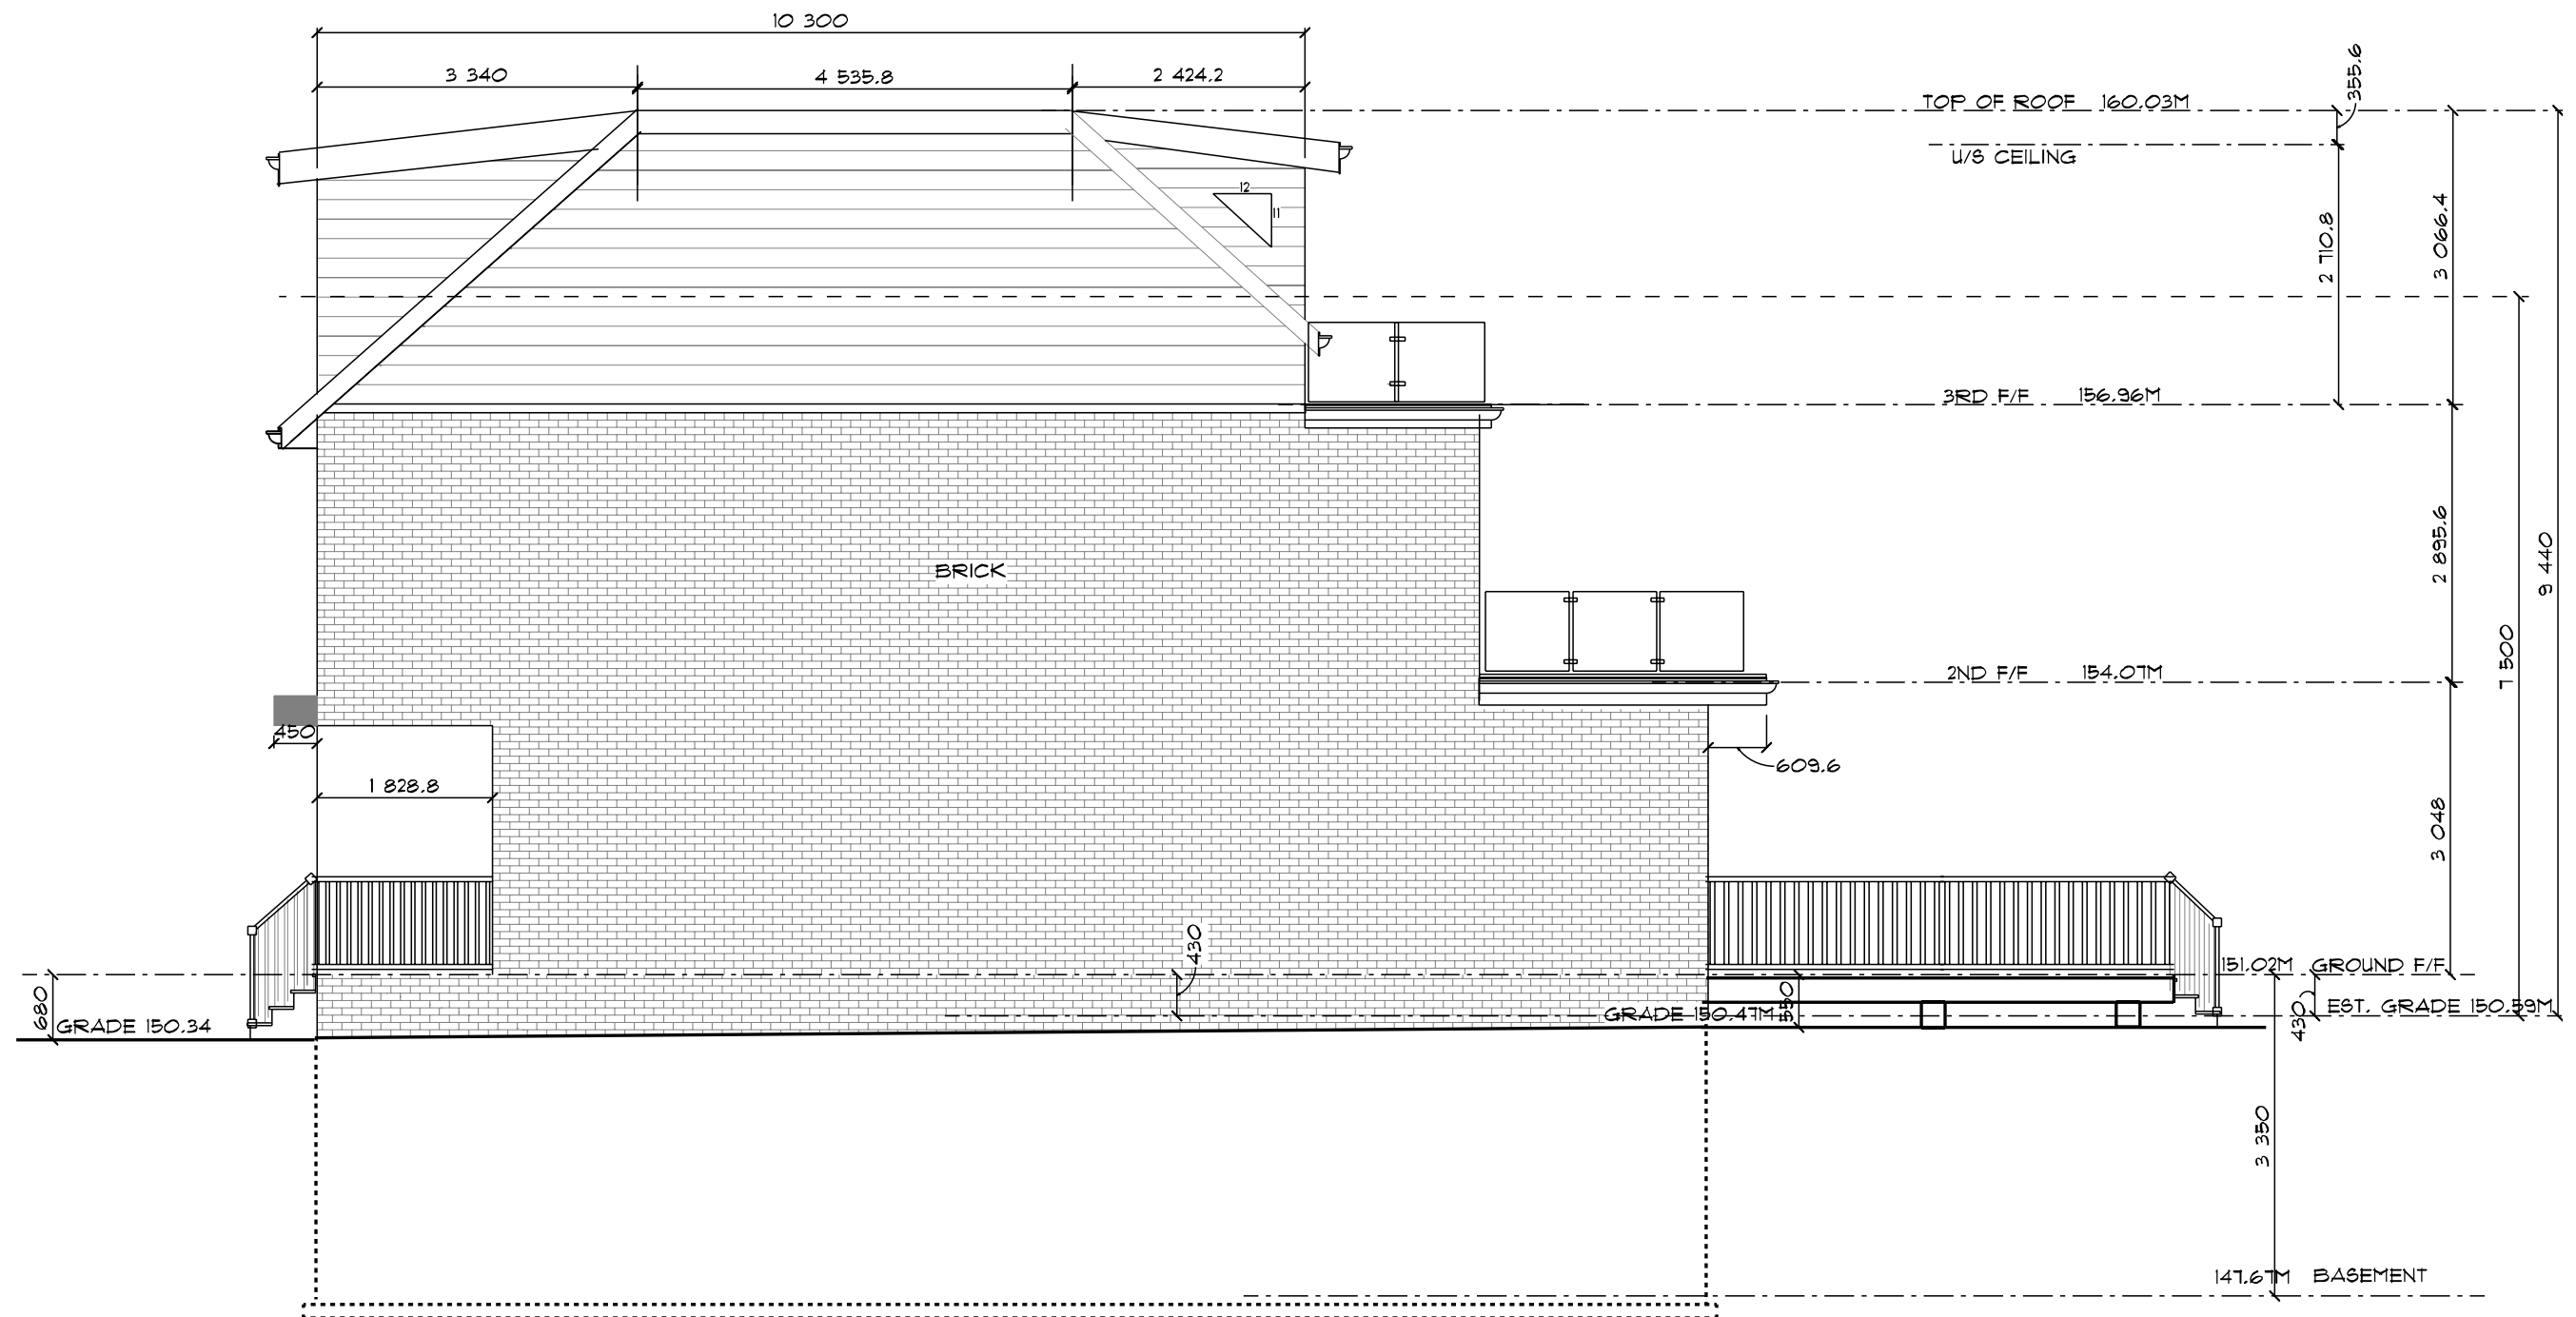 10 300
3 340
4 535.8
2 424.2
355.6
TOP OF ROOF 160.03M
U/S CEILING
12
11
2 710.8
3 066.4
3RD F/F 156.96M
2 895.6
9 440
BRICK
7 500
2ND F/F 154.07M
450
609.6
1 828.8
3 048
430
151.02M GROUND F/F
680
GRADE 150.34
GRADE 150.47M
550
430
EST. GRADE 150.59M
3 350
147.67M BASEMENT